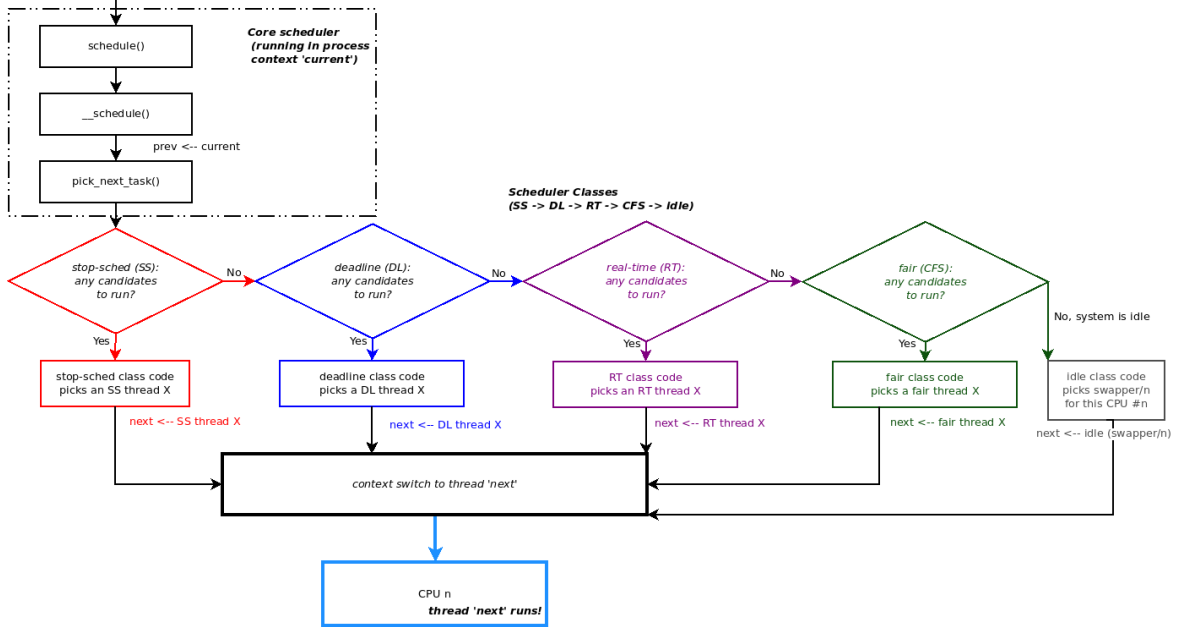 Core scheduler
(running in process
context 'current')
schedule()
__schedule()
prev <-- current
pick_next_task()
Scheduler Classes
(SS -> DL -> RT -> CFS -> idle)
stop-sched (SS):
any candidates
to run?
No
deadline (DL):
any candidates
to run?
No
real-time (RT):
any candidates
to run?
No
fair (CFS):
any candidates
to run?
No, system is idle
Yes
Yes
Yes
Yes
stop-sched class code
picks an SS thread X
deadline class code
picks a DL thread X
RT class code
picks an RT thread X
fair class code
picks a fair thread X
idle class code
picks swapper/n
for this CPU #n
next <-- SS thread X
next <-- DL thread X
next <-- RT thread X
next <-- fair thread X
next <-- idle (swapper/n)
context switch to thread 'next'
CPU n
thread 'next' runs!